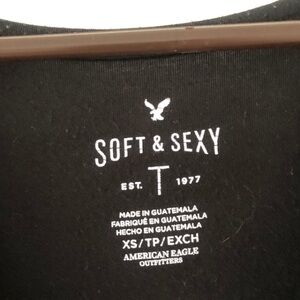 SOFT & SEXY
EST. T 1977
MADE IN GUATEMALA
FABRIQUÉ EN GUATEMALA
HECHO EN GUATEMALA
XS/TP/EXCH
AMERICAN EAGLE
OUTFITTERS